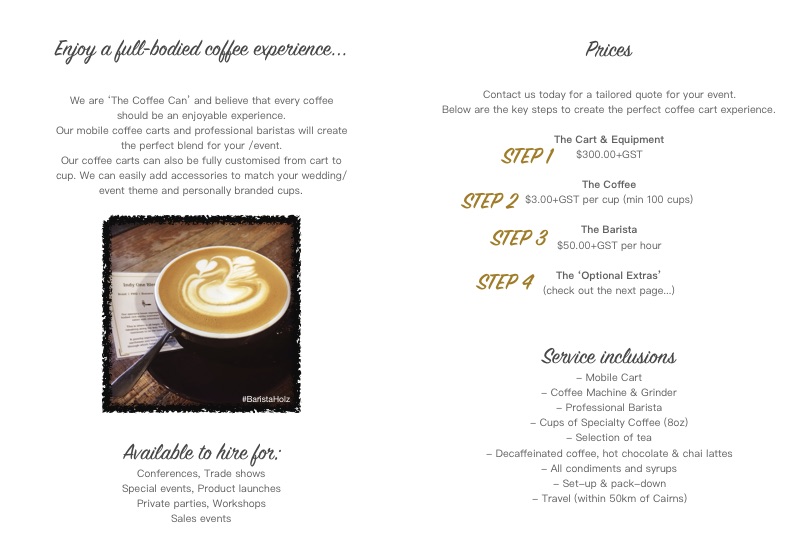 Enjoy a full-bodied coffee experience...
We are ‘The Coffee Can’ and believe that every coffee
should be an enjoyable experience.
Our mobile coffee carts and professional baristas will create
the perfect blend for your /event.
Our coffee carts can also be fully customised from cart to
cup. We can easily add accessories to match your wedding/
event theme and personally branded cups.
#BaristaHolz
Available to hire for;
Conferences, Trade shows
Special events, Product launches
Private parties, Workshops
Sales events
Prices
Contact us today for a tailored quote for your event.
Below are the key steps to create the perfect coffee cart experience.
The Cart & Equipment
STEP 1 $300.00+GST
The Coffee
STEP 2 $3.00+GST per cup (min 100 cups)
The Barista
STEP 3 $50.00+GST per hour
STEP 4 The ‘Optional Extras’
(check out the next page...)
Service inclusions
- Mobile Cart
- Coffee Machine & Grinder
- Professional Barista
- Cups of Specialty Coffee (8oz)
- Selection of tea
- Decaffeinated coffee, hot chocolate & chai lattes
- All condiments and syrups
- Set-up & pack-down
- Travel (within 50km of Cairns)